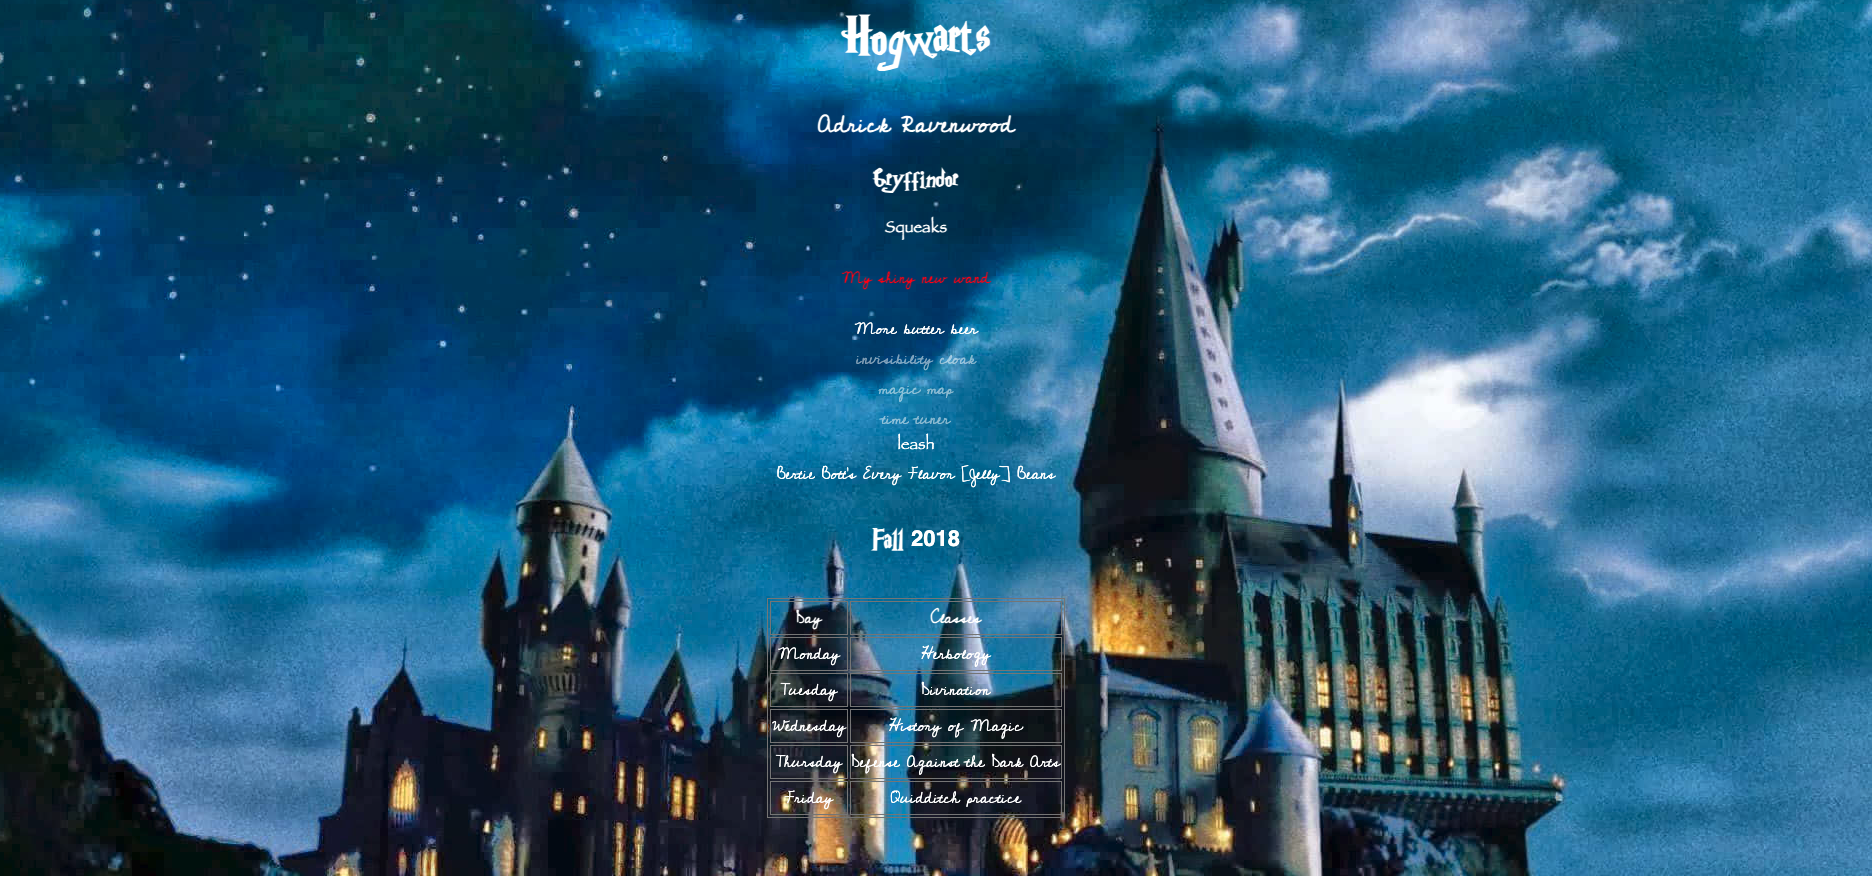 Hogwarts
Adrick Ravenwood
Gryffindor
Squeaks
My shiny new wand
More butter beer
invisibility cloak
magic map
time tuner
leash
Bertie Bott's Every Flavor [Jelly] Beans
Fall 2018
Day Classes
Monday Herbology
Tuesday Divination
Wednesday History of Magic
Thursday Defense Against the Dark Arts
Friday Quidditch practice